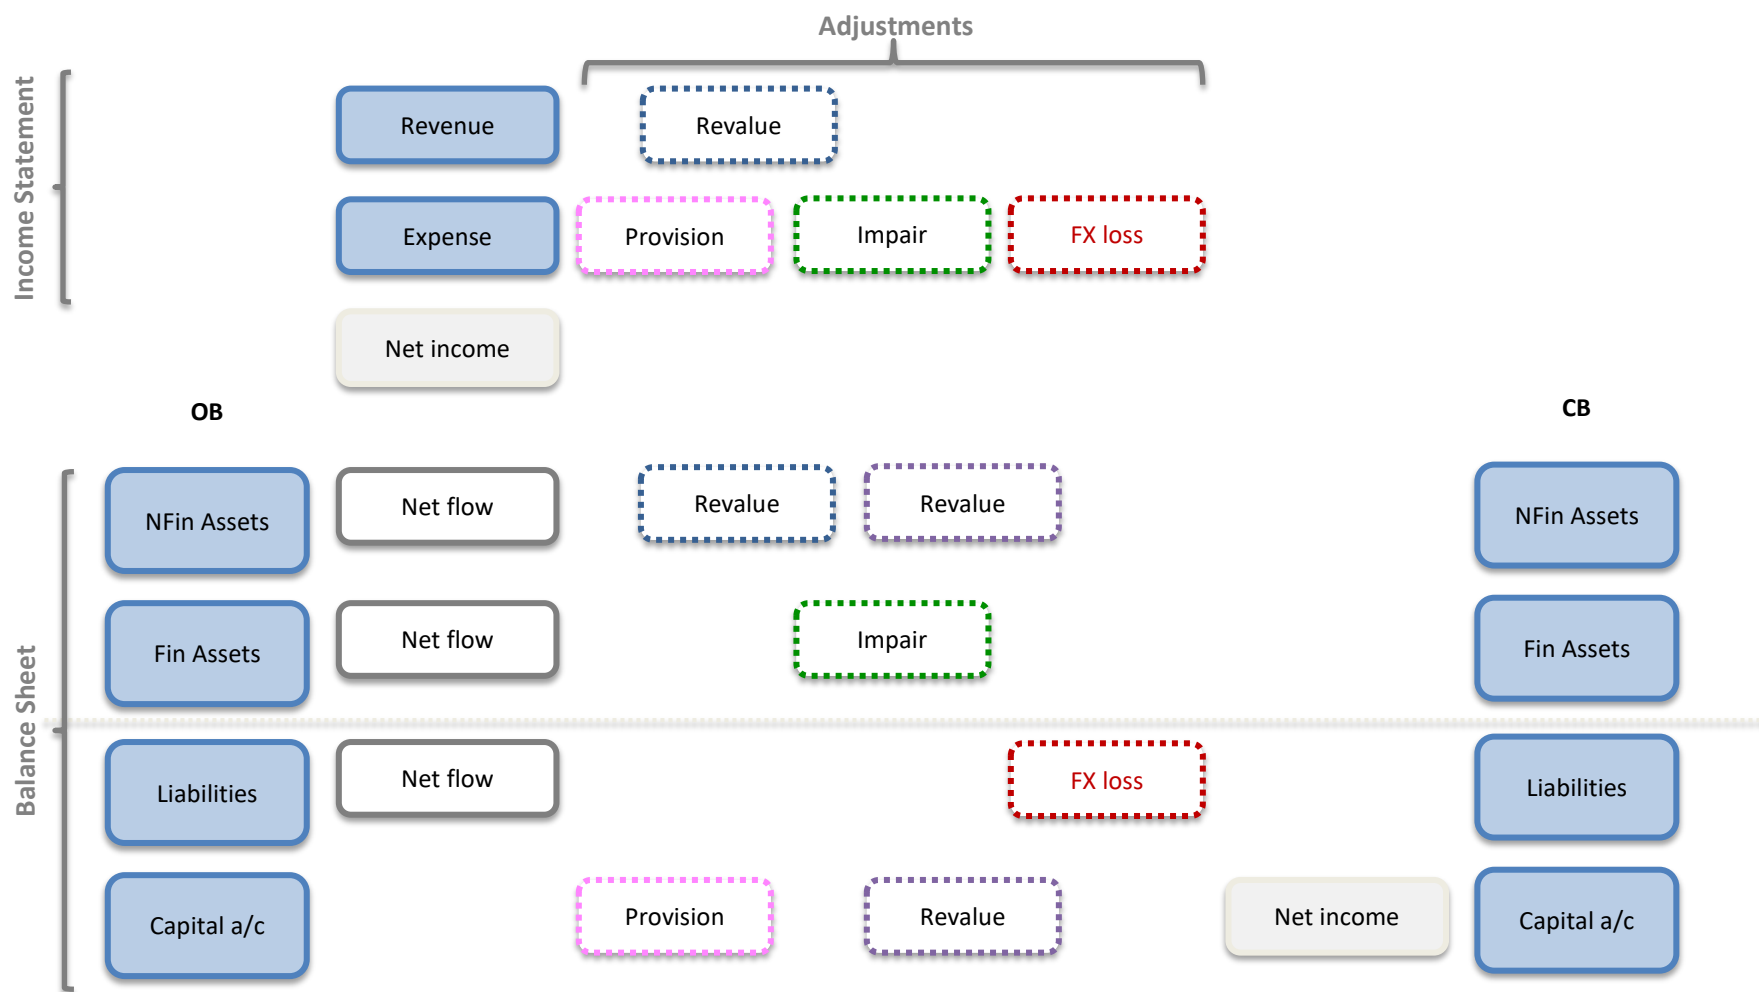 Adjustments
Income Statement
Revenue
Revalue
Expense
Provision
Impair
FX loss
Net income
OB
CB
Balance Sheet
NFin Assets
Net flow
Revalue
Revalue
NFin Assets
Fin Assets
Net flow
Impair
Fin Assets
Liabilities
Net flow
FX loss
Liabilities
Capital a/c
Provision
Revalue
Net income
Capital a/c